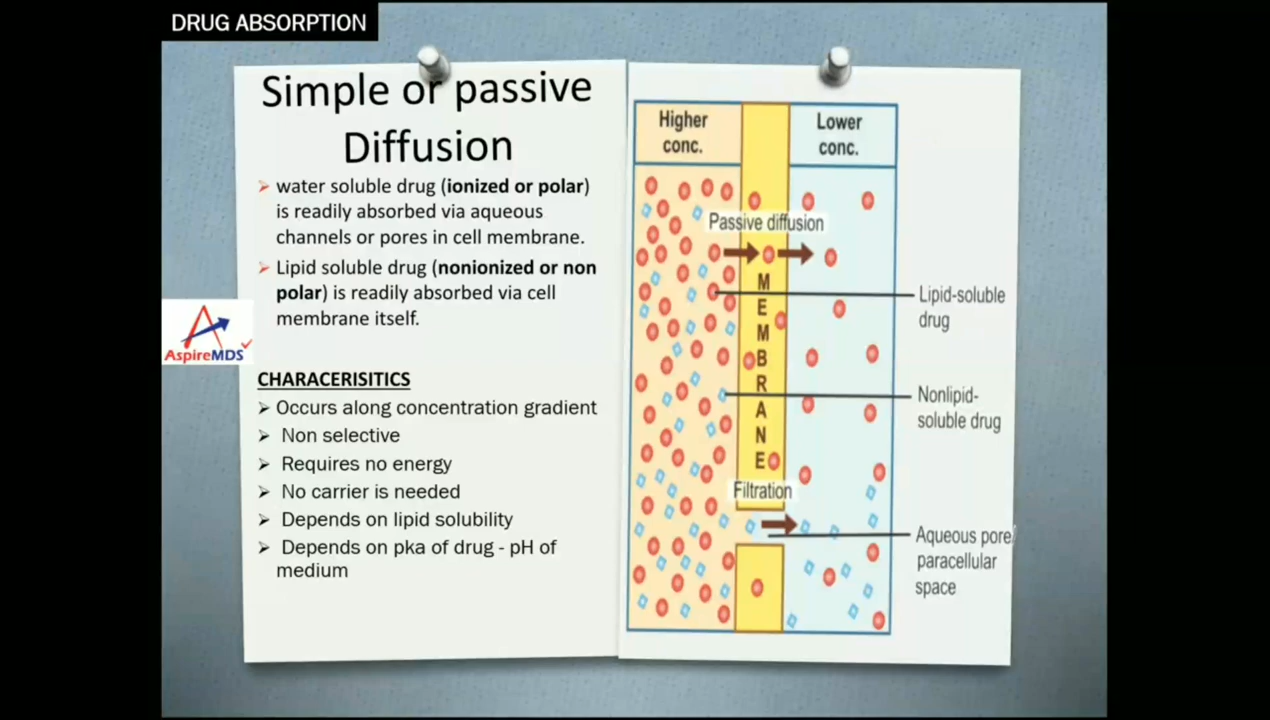 DRUG ABSORPTION
Simple or passive
Diffusion
➢ water soluble drug (ionized or polar)
is readily absorbed via aqueous
channels or pores in cell membrane.
➢ Lipid soluble drug (nonionized or non
polar) is readily absorbed via cell
membrane itself.
AspireMDS
CHARACERISITICS
➢ Occurs along concentration gradient
➢ Non selective
➢ Requires no energy
➢ No carrier is needed
➢ Depends on lipid solubility
➢ Depends on pka of drug - pH of
medium
Higher
conc.
Lower
conc.
Passive diffusion
M
E
M
B
R
A
N
E
Lipid-soluble
drug
Nonlipid-
soluble drug
Filtration
Aqueous pore/
paracellular
space